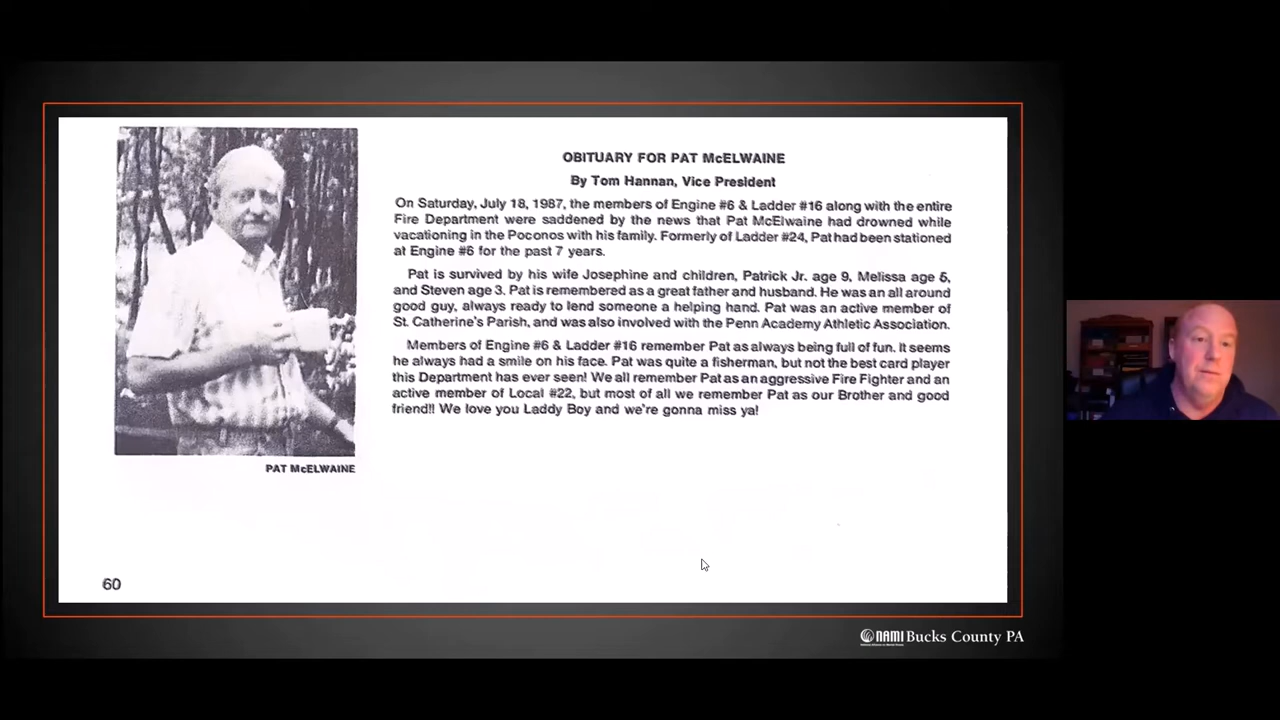 OBITUARY FOR PAT McELWAINE
By Tom Hannan, Vice President
On Saturday, July 18, 1987, the members of Engine #6 & Ladder #16 along with the entire
Fire Department were saddened by the news that Pat McElwaine had drowned while
vacationing in the Poconos with his family. Formerly of Ladder #24, Pat had been stationed
at Engine #6 for the past 7 years.
Pat is survived by his wife Josephine and children, Patrick Jr. age 9, Melissa age 5,
and Steven age 3. Pat is remembered as a great father and husband. He was an all around
good guy, always ready to lend someone a helping hand. Pat was an active member of
St. Catherine's Parish, and was also involved with the Penn Academy Athletic Association.
Members of Engine #6 & Ladder #16 remember Pat as always being full of fun. It seems
he always had a smile on his face. Pat was quite a fisherman, but not the best card player
this Department has ever seen! We all remember Pat as an aggressive Fire Fighter and an
active member of Local #22, but most of all we remember Pat as our Brother and good
friend!! We love you Laddy Boy and we're gonna miss ya!
PAT McELWAINE
60
NAMI Bucks County PA